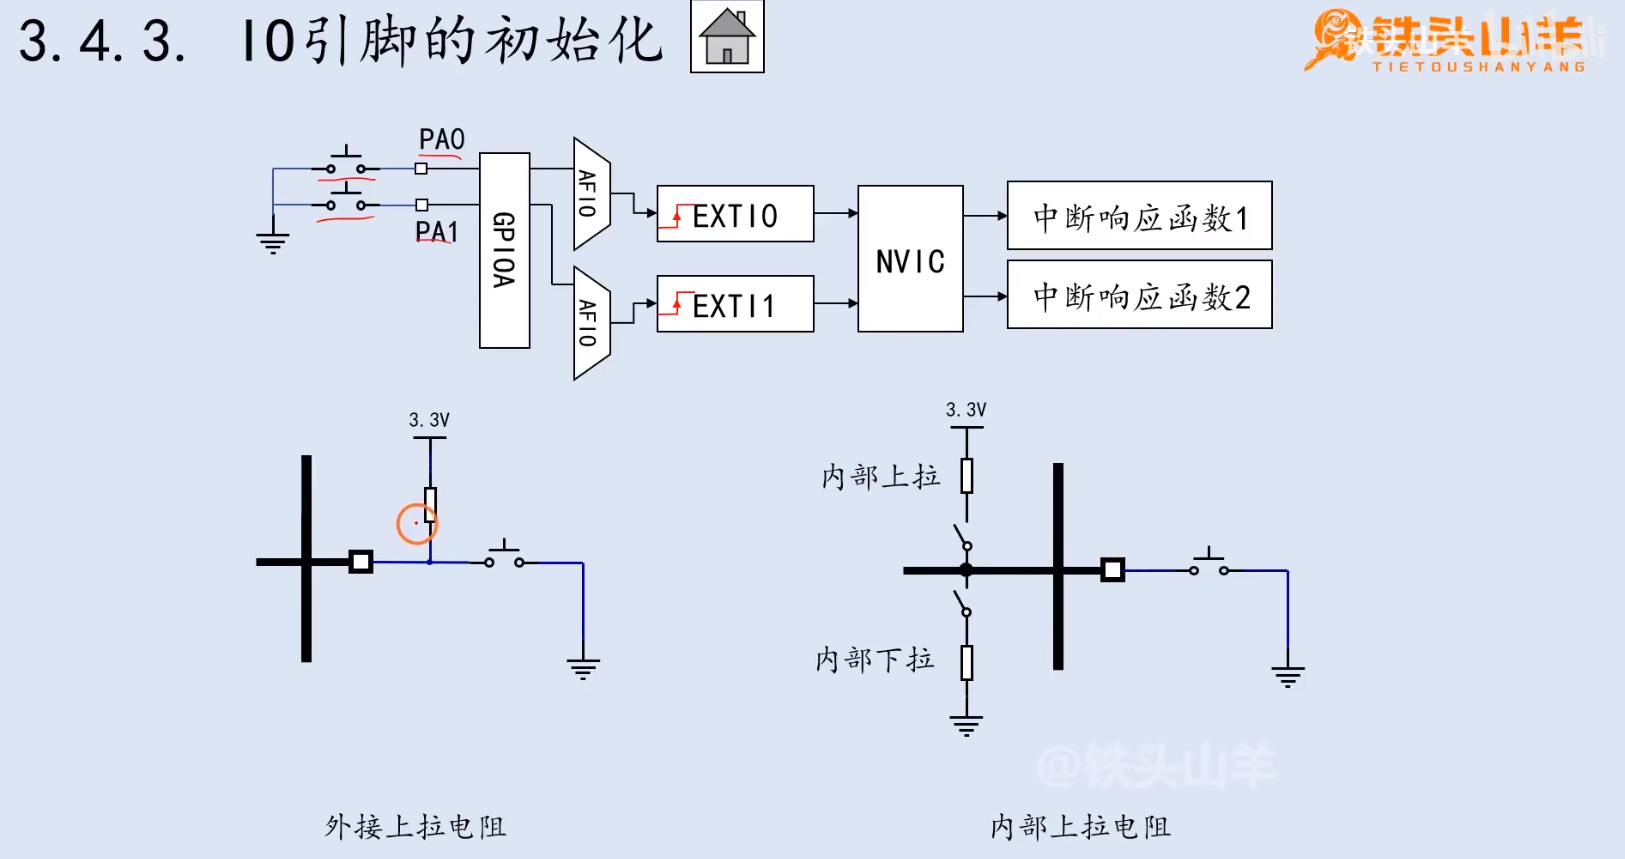 3.4.3. IO引脚的初始化
铁头山羊
TIETOUSHANYANG
PA0
PA1
GPIOA
AFIO
AFIO
EXTI0
EXTI1
NVIC
中断响应函数1
中断响应函数2
3.3V
3.3V
内部上拉
内部下拉
@铁头山羊
外接上拉电阻
内部上拉电阻